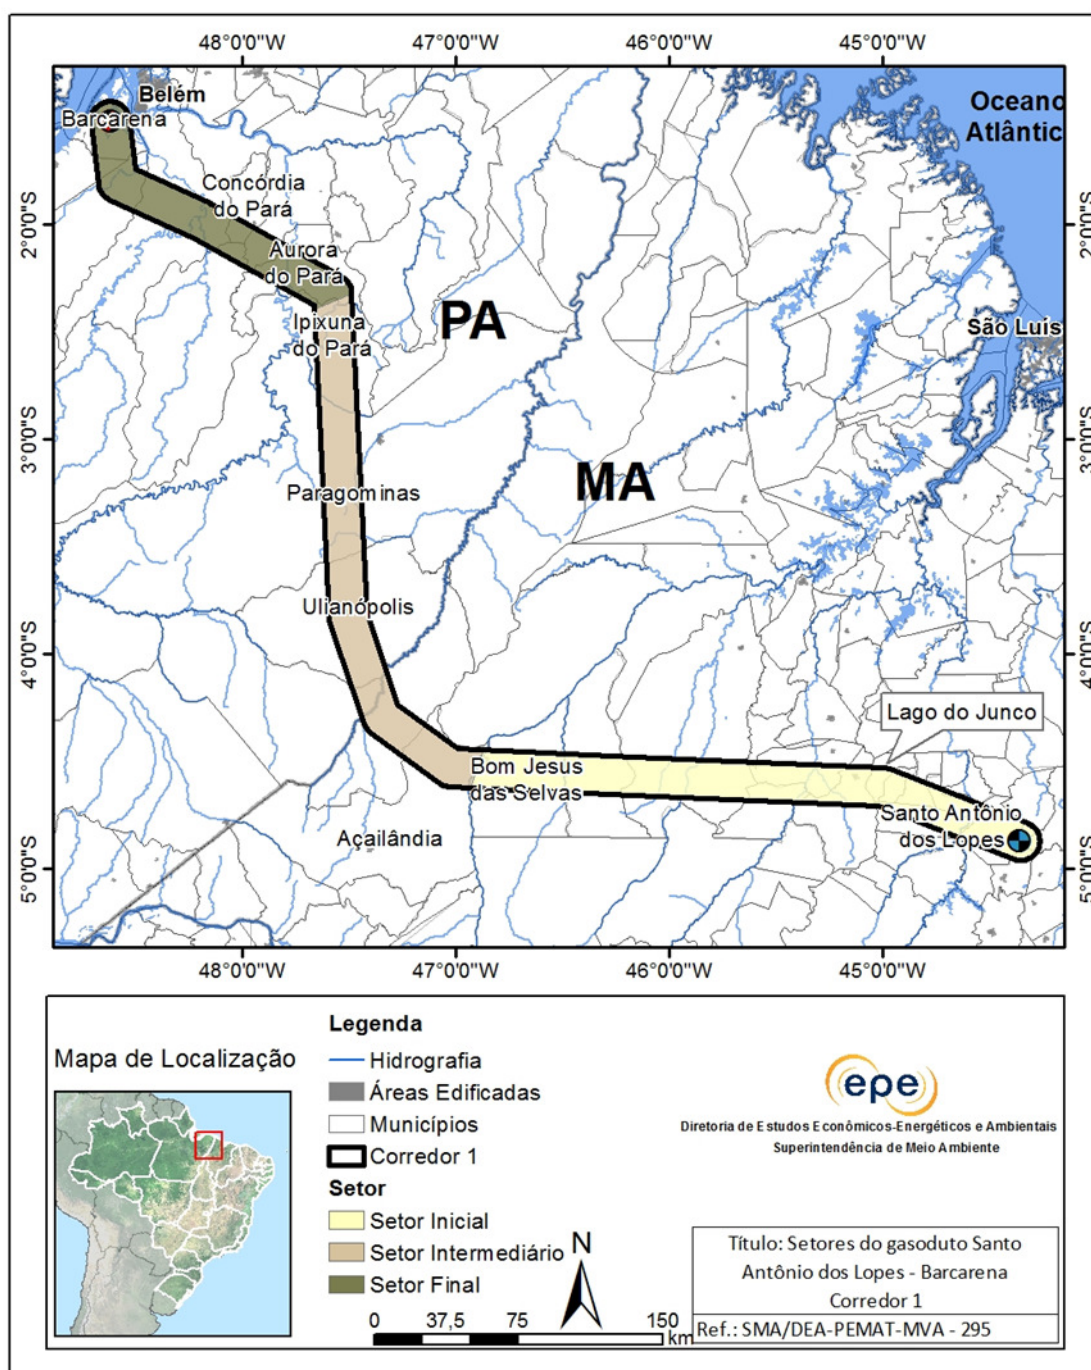 48°0'0"W 47°0'0"W 46°0'0"W 45°0'0"W
Belém
Barcarena
Oceano
Atlântic
Concórdia
do Pará
2°0'0"S
2°0'0"S
Aurora
do Pará
PA
Ipixuna
do Pará
São Luís
3°0'0"S
3°0'0"S
MA
Paragominas
Ulianópolis
4°0'0"S
4°0'0"S
Lago do Junco
Bom Jesus
das Selvas
Santo Antônio
dos Lopes
Açailândia
5°0'0"S
5°0'0"S
48°0'0"W 47°0'0"W 46°0'0"W 45°0'0"W
Mapa de Localização
Legenda
Hidrografia
Áreas Edificadas
Municípios
Corredor 1
Setor
Setor Inicial
Setor Intermediário
Setor Final
N
0 37,5 75 150
km
epe
Diretoria de Estudos Econômicos-Energéticos e Ambientais
Superintendência de Meio Ambiente
Título: Setores do gasoduto Santo
Antônio dos Lopes - Barcarena
Corredor 1
Ref.: SMA/DEA-PEMAT-MVA - 295